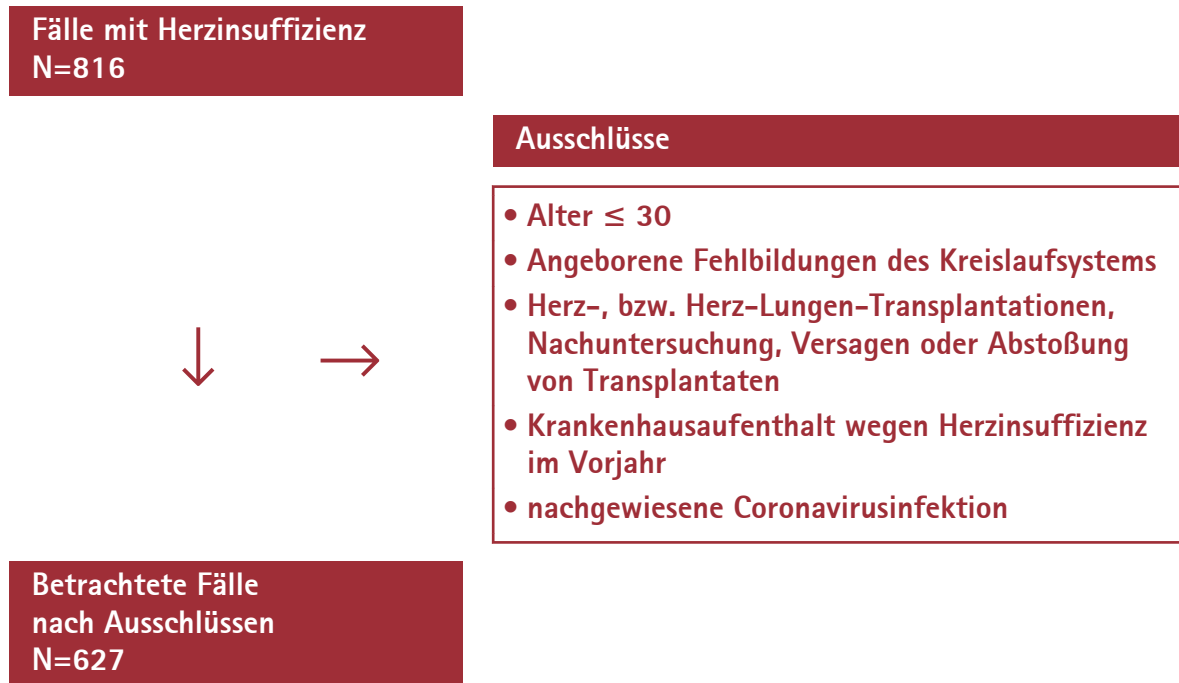 Fälle mit Herzinsuffizienz
N=816
Ausschlüsse
• Alter ≤ 30
• Angeborene Fehlbildungen des Kreislaufsystems
• Herz-, bzw. Herz-Lungen-Transplantationen,
Nachuntersuchung, Versagen oder Abstoßung
von Transplantaten
• Krankenhausaufenthalt wegen Herzinsuffizienz
im Vorjahr
• nachgewiesene Coronavirusinfektion
Betrachtete Fälle
nach Ausschlüssen
N=627